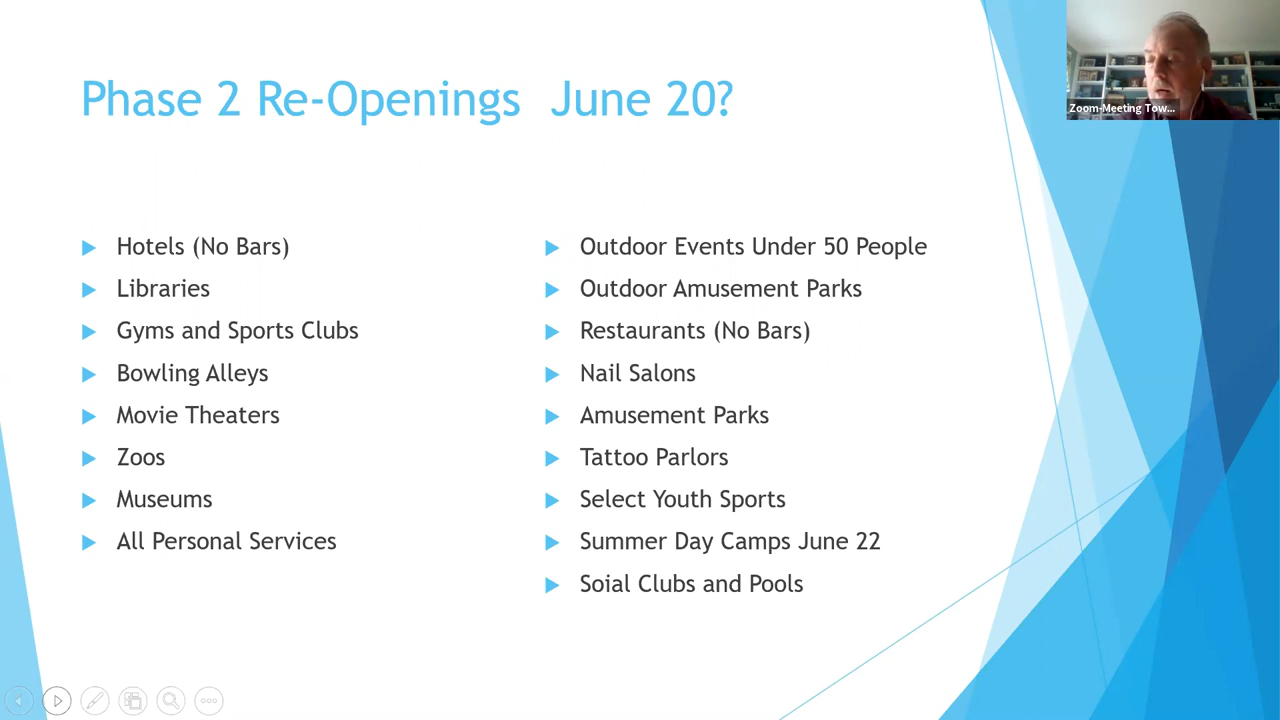 Phase 2 Re-Openings June 20?
Hotels (No Bars)
Libraries
Gyms and Sports Clubs
Bowling Alleys
Movie Theaters
Zoos
Museums
All Personal Services
Outdoor Events Under 50 People
Outdoor Amusement Parks
Restaurants (No Bars)
Nail Salons
Amusement Parks
Tattoo Parlors
Select Youth Sports
Summer Day Camps June 22
Soial Clubs and Pools
Zoom-Meeting Tow...